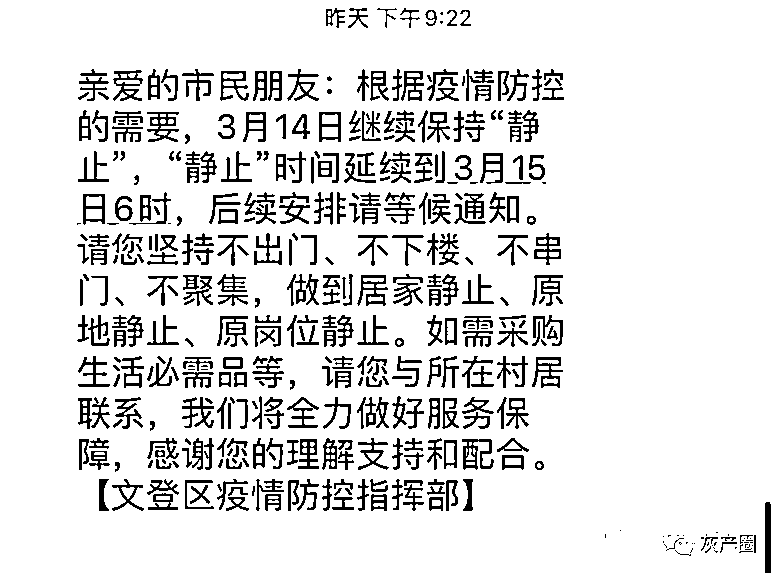 昨天 下午9:22
亲爱的市民朋友：根据疫情防控
的需要，3月14日继续保持“静
止”，“静止”时间延续到3月15
日6时，后续安排请等候通知。
请您坚持不出门、不下楼、不串
门、不聚集，做到居家静止、原
地静止、原岗位静止。如需采购
生活必需品等，请您与所在村居
联系，我们将全力做好服务保
障，感谢您的理解支持和配合。
【文登区疫情防控指挥部】
灰产圈